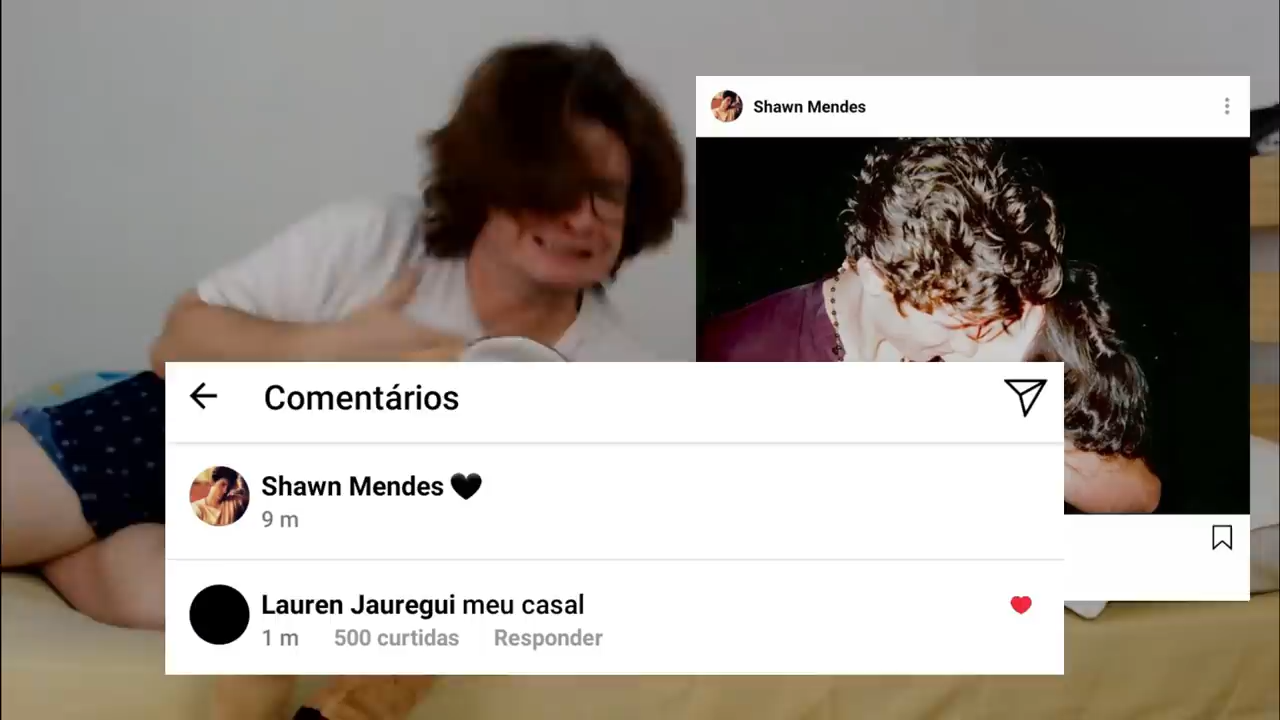 Shawn Mendes
Comentários
Shawn Mendes 🖤
9 m
Lauren Jauregui meu casal
1 m 500 curtidas Responder